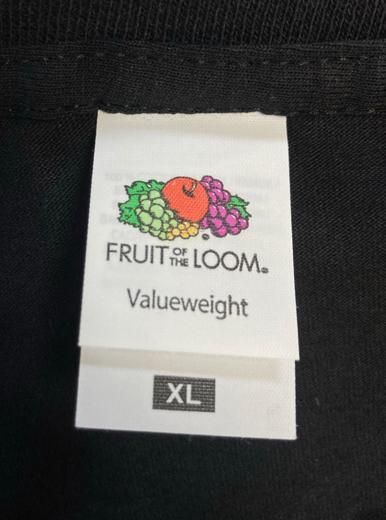 FRUIT OF THE LOOM®
Valueweight
XL